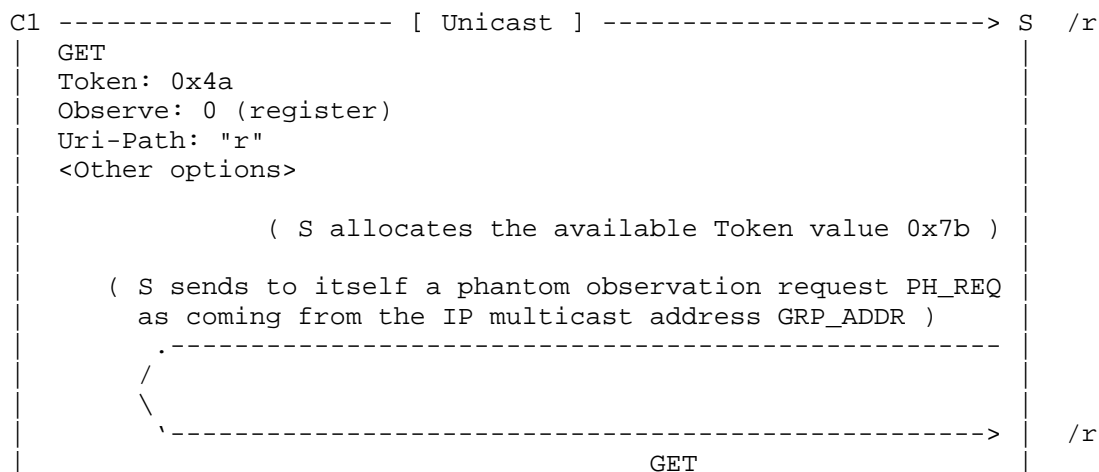 C1 --------------------- [ Unicast ] ------------------------> S /r
| GET |
| Token: 0x4a |
| Observe: 0 (register) |
| Uri-Path: "r" |
| <Other options> |
| |
| ( S allocates the available Token value 0x7b ) |
| |
| ( S sends to itself a phantom observation request PH_REQ |
| as coming from the IP multicast address GRP_ADDR ) |
| .---------------------------------------------------- |
| / |
| \ |
| `---------------------------------------------------> | /r
| GET |